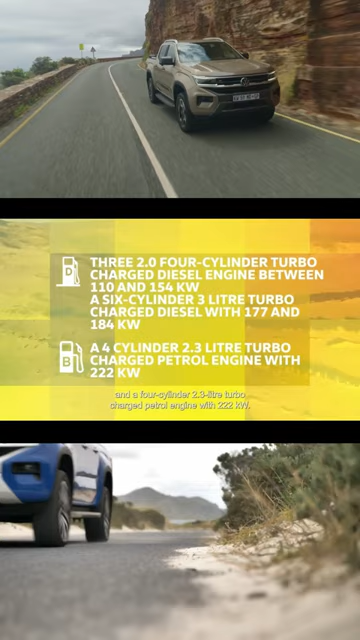 D
THREE 2.0 FOUR-CYLINDER TURBO
CHARGED DIESEL ENGINE BETWEEN
110 AND 154 KW
A SIX-CYLINDER 3 LITRE TURBO
CHARGED DIESEL WITH 177 AND
184 KW
B
A 4 CYLINDER 2.3 LITRE TURBO
CHARGED PETROL ENGINE WITH
222 KW
and a four-cylinder 2.3-litre turbo
charged petrol engine with 222 kW.